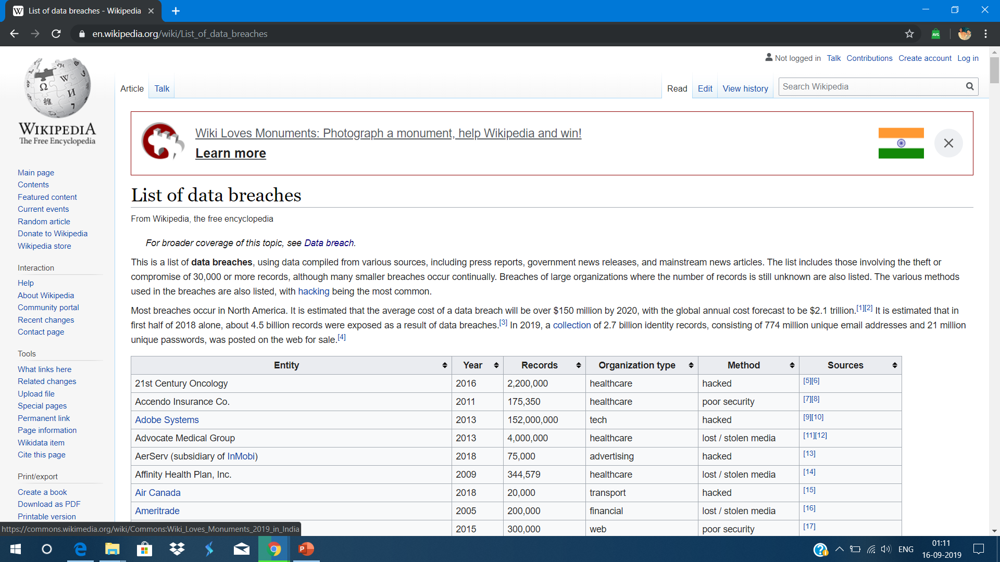 List of data breaches - Wikipedia
en.wikipedia.org/wiki/List_of_data_breaches
AVG
Not logged in Talk Contributions Create account Log in
Article Talk Read Edit View history Search Wikipedia
WIKIPEDIA
The Free Encyclopedia
Wiki Loves Monuments: Photograph a monument, help Wikipedia and win!
Learn more
Main page
Contents
Featured content
Current events
Random article
Donate to Wikipedia
Wikipedia store
Interaction
Help
About Wikipedia
Community portal
Recent changes
Contact page
Tools
What links here
Related changes
Upload file
Special pages
Permanent link
Page information
Wikidata item
Cite this page
Print/export
Create a book
Download as PDF
Printable version
List of data breaches
From Wikipedia, the free encyclopedia
For broader coverage of this topic, see Data breach.
This is a list of data breaches, using data compiled from various sources, including press reports, government news releases, and mainstream news articles. The list includes those involving the theft or
compromise of 30,000 or more records, although many smaller breaches occur continually. Breaches of large organizations where the number of records is still unknown are also listed. The various methods
used in the breaches are also listed, with hacking being the most common.
Most breaches occur in North America. It is estimated that the average cost of a data breach will be over $150 million by 2020, with the global annual cost forecast to be $2.1 trillion.[1][2] It is estimated that in
first half of 2018 alone, about 4.5 billion records were exposed as a result of data breaches.[3] In 2019, a collection of 2.7 billion identity records, consisting of 774 million unique email addresses and 21 million
unique passwords, was posted on the web for sale.[4]
Entity Year Records Organization type Method Sources
21st Century Oncology 2016 2,200,000 healthcare hacked [5][6]
Accendo Insurance Co. 2011 175,350 healthcare poor security [7][8]
Adobe Systems 2013 152,000,000 tech hacked [9][10]
Advocate Medical Group 2013 4,000,000 healthcare lost / stolen media [11][12]
AerServ (subsidiary of InMobi) 2018 75,000 advertising hacked [13]
Affinity Health Plan, Inc. 2009 344,579 healthcare lost / stolen media [14]
Air Canada 2018 20,000 transport hacked [15]
Ameritrade 2005 200,000 financial lost / stolen media [16]
2015 300,000 web poor security [17]
https://commons.wikimedia.org/wiki/Commons:Wiki_Loves_Monuments_2019_in_India
ENG
01:11
16-09-2019